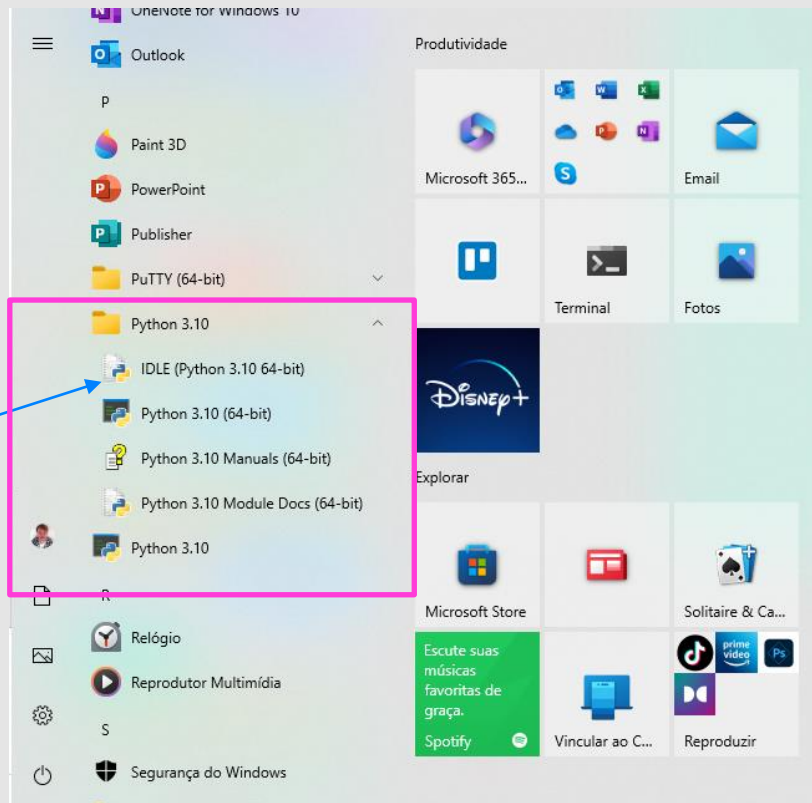 OneNote for Windows 10
Outlook
P
Paint 3D
PowerPoint
Publisher
PuTTY (64-bit)
Python 3.10
IDLE (Python 3.10 64-bit)
Python 3.10 (64-bit)
Python 3.10 Manuals (64-bit)
Python 3.10 Module Docs (64-bit)
Python 3.10
R
Relógio
Reprodutor Multimídia
S
Segurança do Windows
Produtividade
Microsoft 365...
Email
Terminal
Fotos
Disney+
Explorar
Microsoft Store
Solitaire & Ca...
Escute suas
músicas
favoritas de
graça.
Spotify
Vincular ao C...
prime
video
Ps
Reproduzir